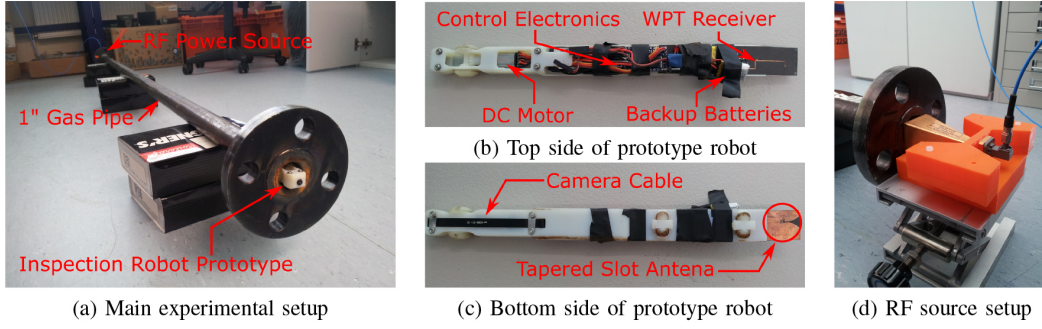 RF Power Source
1" Gas Pipe
NER'S
Inspection Robot Prototype
(a) Main experimental setup
Control Electronics
WPT Receiver
DC Motor
Backup Batteries
(b) Top side of prototype robot
Camera Cable
Tapered Slot Antena
(c) Bottom side of prototype robot
(d) RF source setup